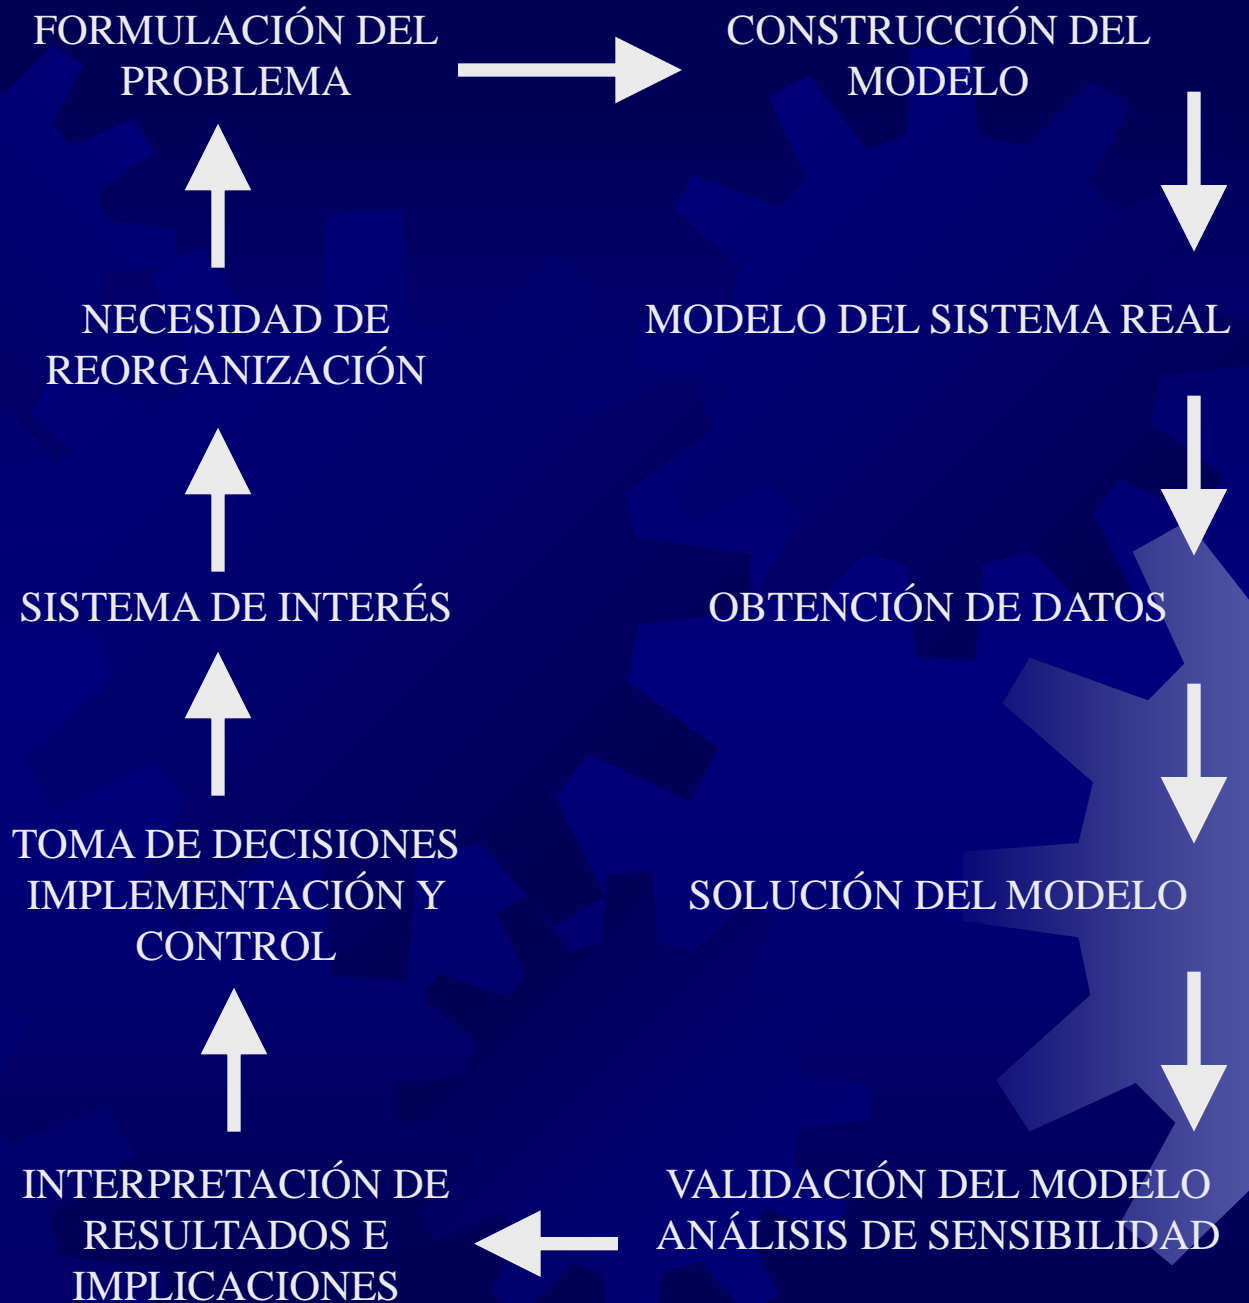 FORMULACIÓN DEL
PROBLEMA
CONSTRUCCIÓN DEL
MODELO
NECESIDAD DE
REORGANIZACIÓN
MODELO DEL SISTEMA REAL
SISTEMA DE INTERÉS
OBTENCIÓN DE DATOS
TOMA DE DECISIONES
IMPLEMENTACIÓN Y
CONTROL
SOLUCIÓN DEL MODELO
INTERPRETACIÓN DE
RESULTADOS E
IMPLICACIONES
VALIDACIÓN DEL MODELO
ANÁLISIS DE SENSIBILIDAD